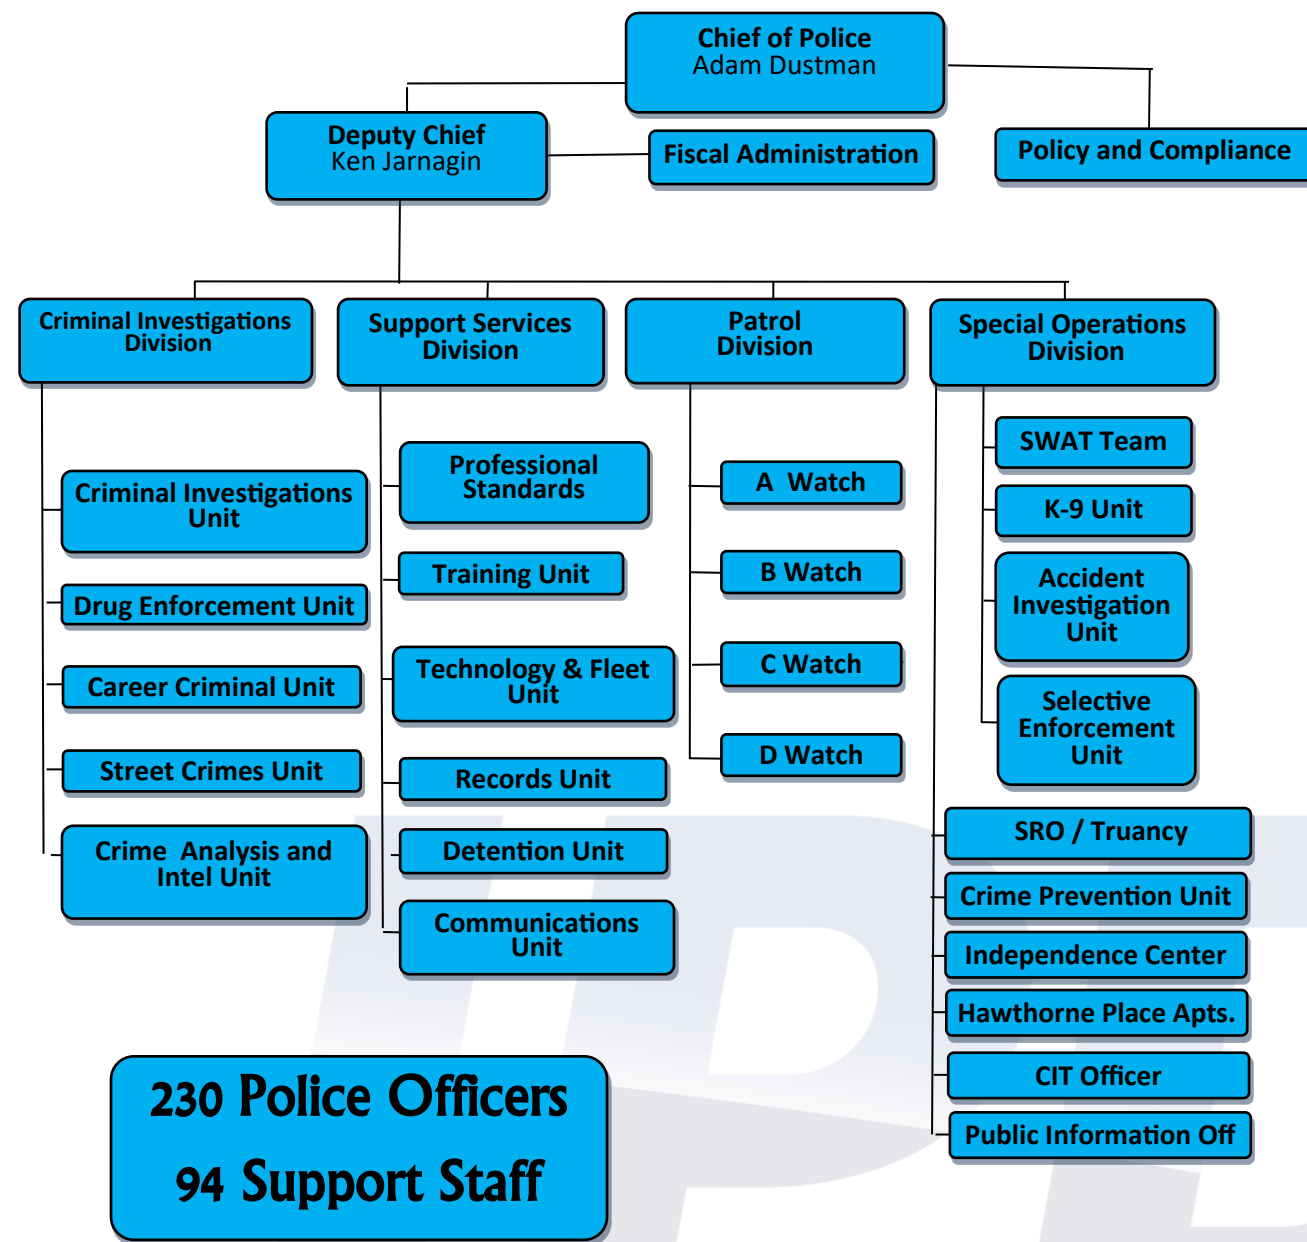 Chief of Police
Adam Dustman
Deputy Chief
Ken Jarnagin
Fiscal Administration
Policy and Compliance
Criminal Investigations
Division
Support Services
Division
Patrol
Division
Special Operations
Division
Criminal Investigations
Unit
Drug Enforcement Unit
Career Criminal Unit
Street Crimes Unit
Crime Analysis and
Intel Unit
Professional
Standards
Training Unit
Technology & Fleet
Unit
Records Unit
Detention Unit
Communications
Unit
A Watch
B Watch
C Watch
D Watch
SWAT Team
K-9 Unit
Accident
Investigation
Unit
Selective
Enforcement
Unit
SRO / Truancy
Crime Prevention Unit
Independence Center
Hawthorne Place Apts.
CIT Officer
Public Information Off
230 Police Officers
94 Support Staff
IPD